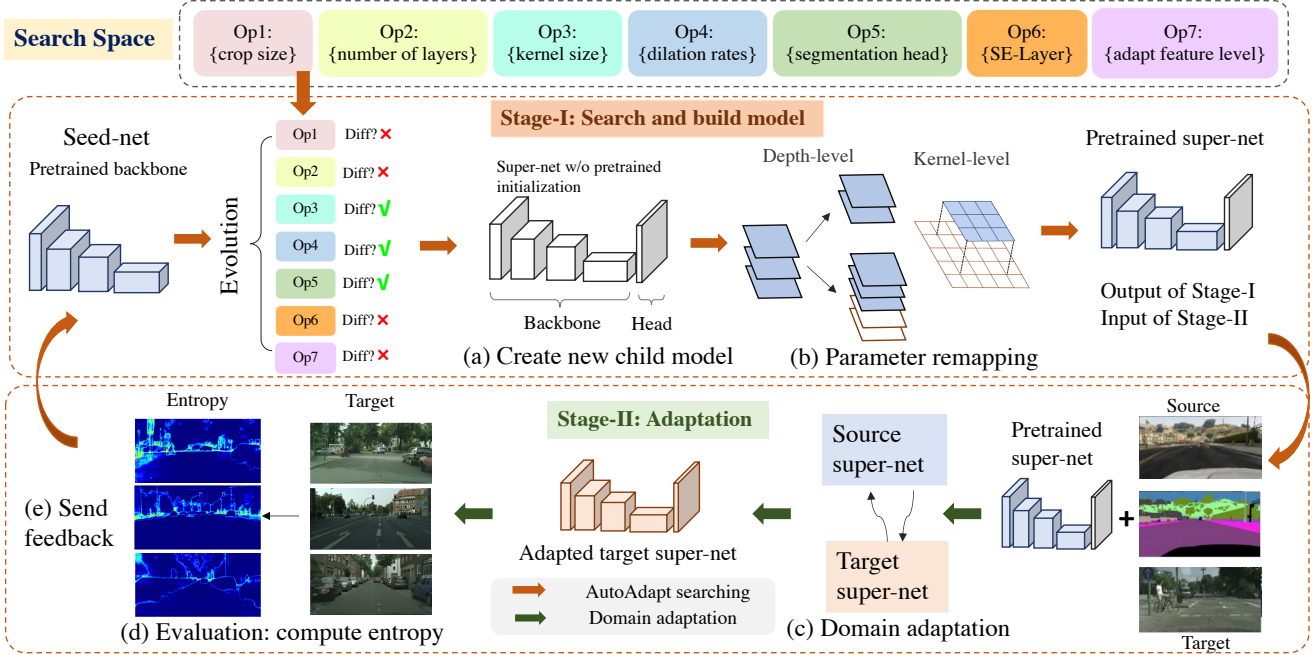 Search Space
Op1:
{crop size}
Op2:
{number of layers}
Op3:
{kernel size}
Op4:
{dilation rates}
Op5:
{segmentation head}
Op6:
{SE-Layer}
Op7:
{adapt feature level}
Stage-I: Search and build model
Seed-net
Pretrained backbone
Evolution
Op1 Diff? ×
Op2 Diff? ×
Op3 Diff? √
Op4 Diff? √
Op5 Diff? √
Op6 Diff? ×
Op7 Diff? ×
Super-net w/o pretrained
initialization
Backbone
Head
(a) Create new child model
Depth-level
Kernel-level
(b) Parameter remapping
Pretrained super-net
Output of Stage-I
Input of Stage-II
Stage-II: Adaptation
Source
Pretrained
super-net
+
Target
Source
super-net
Target
super-net
(c) Domain adaptation
Adapted target super-net
AutoAdapt searching
Domain adaptation
Entropy
Target
(d) Evaluation: compute entropy
(e) Send
feedback